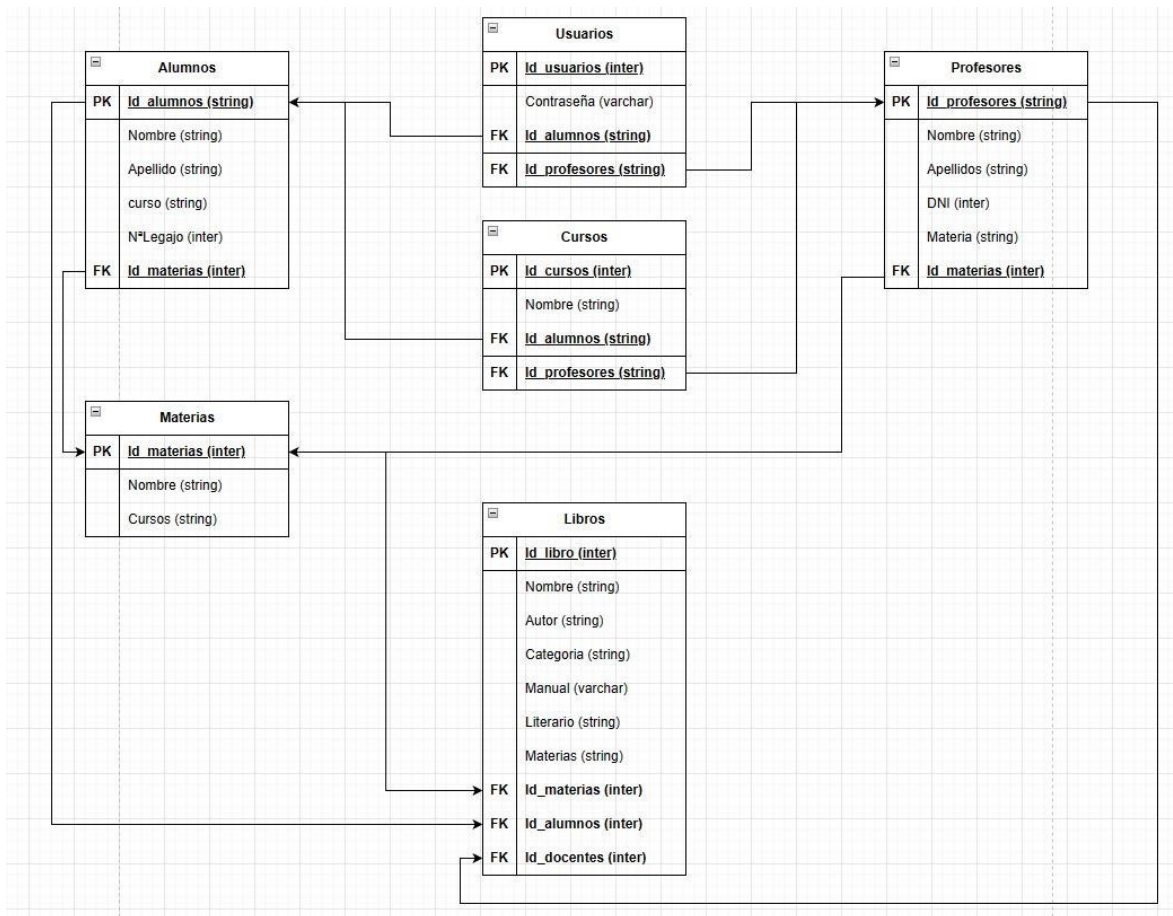 Usuarios
PK Id_usuarios (inter)
Contraseña (varchar)
FK Id_alumnos (string)
FK Id_profesores (string)
Alumnos
PK Id_alumnos (string)
Nombre (string)
Apellido (string)
curso (string)
NªLegajo (inter)
FK Id_materias (inter)
Profesores
PK Id_profesores (string)
Nombre (string)
Apellidos (string)
DNI (inter)
Materia (string)
FK Id_materias (inter)
Cursos
PK Id_cursos (inter)
Nombre (string)
FK Id_alumnos (string)
FK Id_profesores (string)
Materias
PK Id_materias (inter)
Nombre (string)
Cursos (string)
Libros
PK Id_libro (inter)
Nombre (string)
Autor (string)
Categoria (string)
Manual (varchar)
Literario (string)
Materias (string)
FK Id_materias (inter)
FK Id_alumnos (inter)
FK Id_docentes (inter)